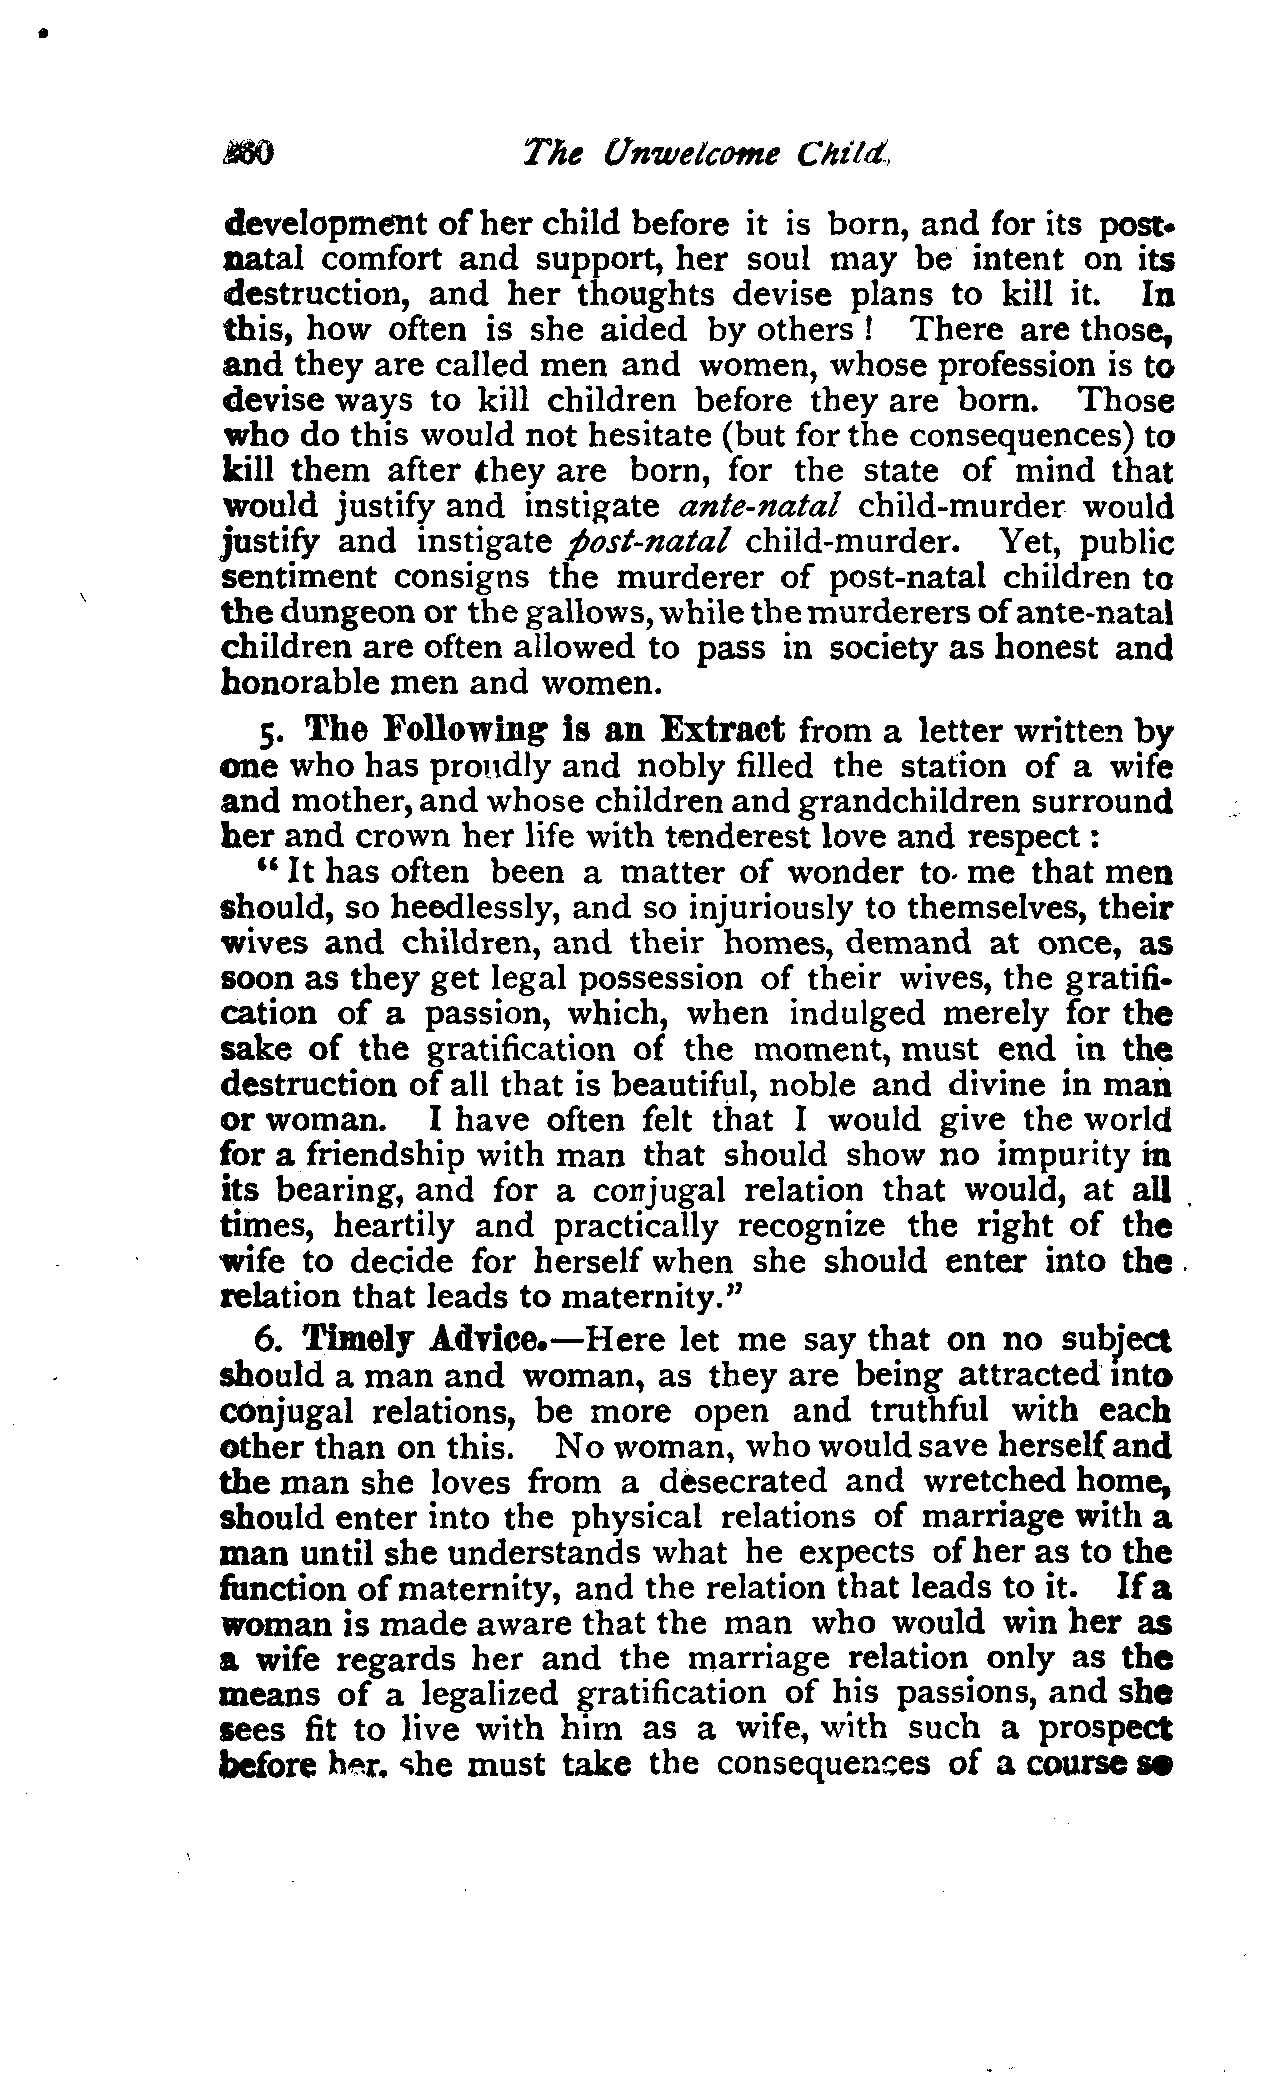 260 The Unwelcome Child.
development of her child before it is born, and for its post-
natal comfort and support, her soul may be intent on its
destruction, and her thoughts devise plans to kill it. In
this, how often is she aided by others ! There are those,
and they are called men and women, whose profession is to
devise ways to kill children before they are born. Those
who do this would not hesitate (but for the consequences) to
kill them after they are born, for the state of mind that
would justify and instigate ante-natal child-murder would
justify and instigate post-natal child-murder. Yet, public
sentiment consigns the murderer of post-natal children to
the dungeon or the gallows, while the murderers of ante-natal
children are often allowed to pass in society as honest and
honorable men and women.
5. The Following is an Extract from a letter written by
one who has proudly and nobly filled the station of a wife
and mother, and whose children and grandchildren surround
her and crown her life with tenderest love and respect :
"It has often been a matter of wonder to me that men
should, so heedlessly, and so injuriously to themselves, their
wives and children, and their homes, demand at once, as
soon as they get legal possession of their wives, the gratifi-
cation of a passion, which, when indulged merely for the
sake of the gratification of the moment, must end in the
destruction of all that is beautiful, noble and divine in man
or woman. I have often felt that I would give the world
for a friendship with man that should show no impurity in
its bearing, and for a conjugal relation that would, at all
times, heartily and practically recognize the right of the
wife to decide for herself when she should enter into the
relation that leads to maternity."
6. Timely Advice.—Here let me say that on no subject
should a man and woman, as they are being attracted into
conjugal relations, be more open and truthful with each
other than on this. No woman, who would save herself and
the man she loves from a desecrated and wretched home,
should enter into the physical relations of marriage with a
man until she understands what he expects of her as to the
function of maternity, and the relation that leads to it. If a
woman is made aware that the man who would win her as
a wife regards her and the marriage relation only as the
means of a legalized gratification of his passions, and she
sees fit to live with him as a wife, with such a prospect
before her. she must take the consequences of a course so